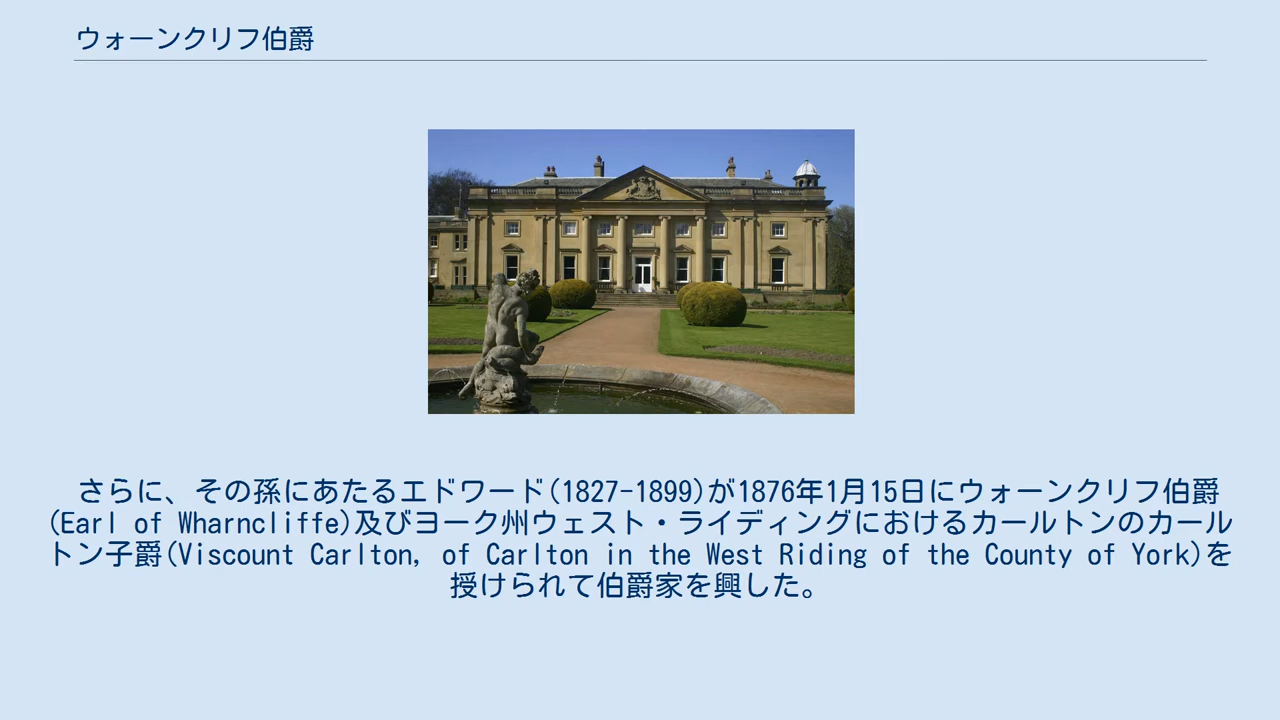 ウォーンクリフ伯爵
さらに、その孫にあたるエドワード(1827-1899)が1876年1月15日にウォーンクリフ伯爵
(Earl of Wharncliffe)及びヨーク州ウェスト・ライディングにおけるカールトンのカール
トン子爵(Viscount Carlton, of Carlton in the West Riding of the County of York)を
授けられて伯爵家を興した。